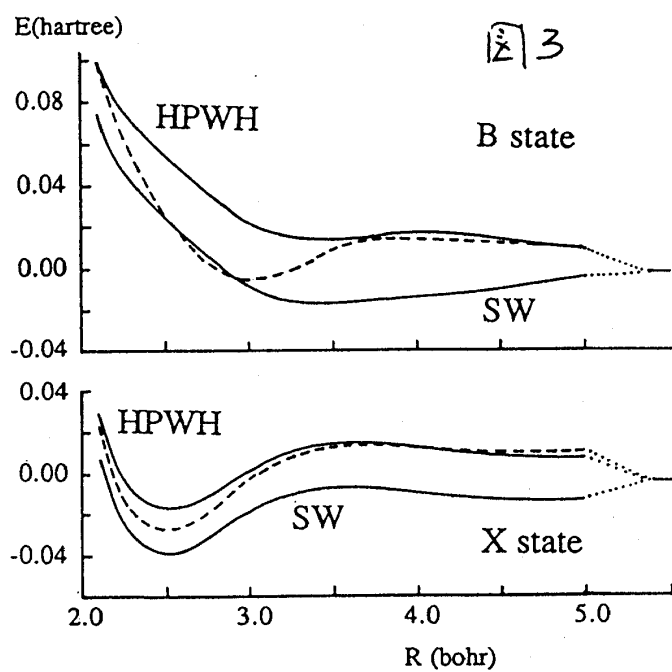 E(hartree)
図 3
0.08
HPWH
B state
0.04
0.00
SW
-0.04
0.04
HPWH
0.00
SW
X state
-0.04
2.0 3.0 4.0 5.0
R (bohr)